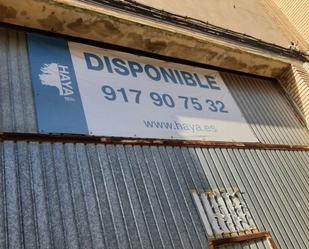 DISPONIBLE
917 90 75 32
www.haya.es
HAYA